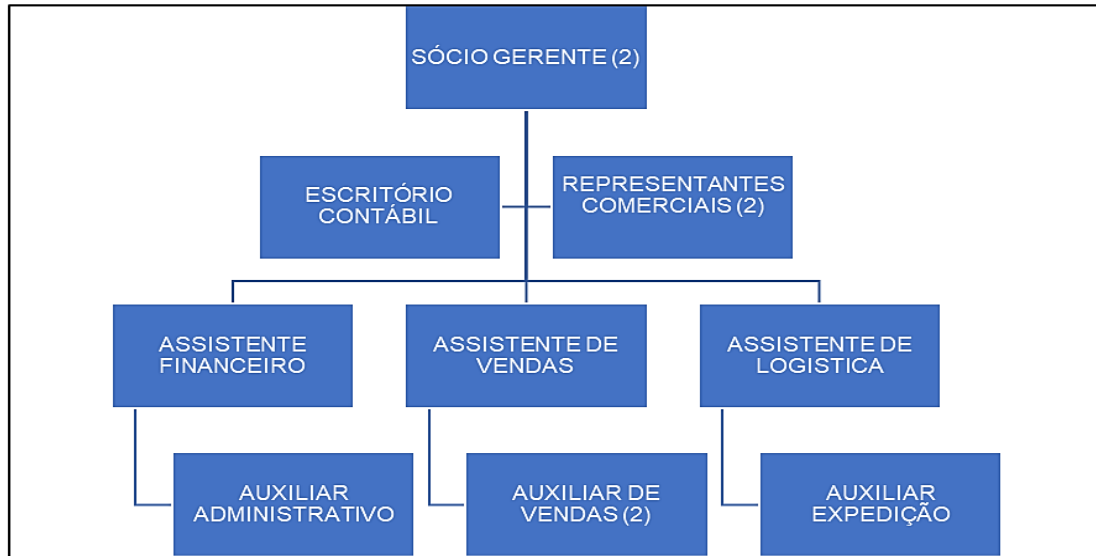 SÓCIO GERENTE (2)
ESCRITÓRIO
CONTÁBIL
REPRESENTANTES
COMERCIAIS (2)
ASSISTENTE
FINANCEIRO
ASSISTENTE DE
VENDAS
ASSISTENTE DE
LOGISTICA
AUXILIAR
ADMINISTRATIVO
AUXILIAR DE
VENDAS (2)
AUXILIAR
EXPEDIÇÃO